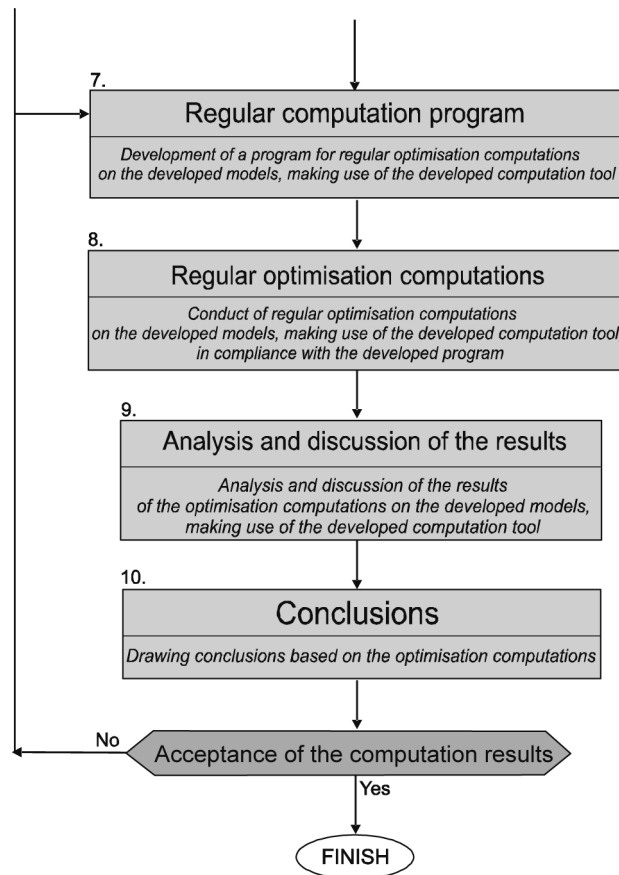 7.
Regular computation program
Development of a program for regular optimisation computations
on the developed models, making use of the developed computation tool
8.
Regular optimisation computations
Conduct of regular optimisation computations
on the developed models, making use of the developed computation tool
in compliance with the developed program
9.
Analysis and discussion of the results
Analysis and discussion of the results
of the optimisation computations on the developed models,
making use of the developed computation tool
10.
Conclusions
Drawing conclusions based on the optimisation computations
No
Acceptance of the computation results
Yes
FINISH